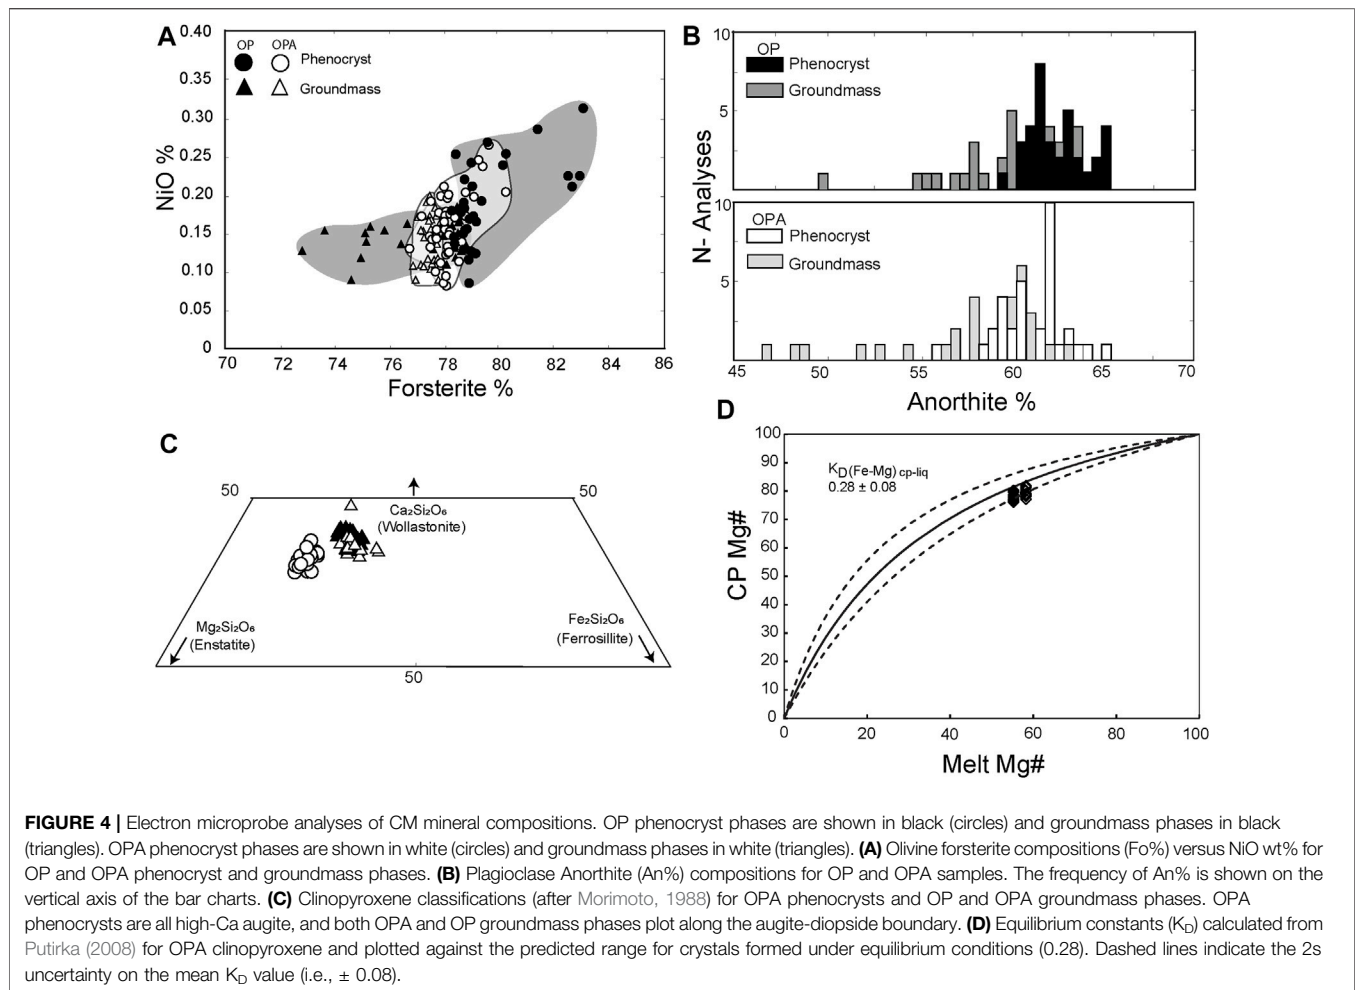 A
OP OPA
Phenocryst
Groundmass
0.40
0.35
0.30
0.25
0.20
0.15
0.10
0.05
0
NiO %
70 72 74 76 78 80 82 84 86
Forsterite %
B
10
5
OP
Phenocryst
Groundmass
N- Analyses
10
5
OPA
Phenocryst
Groundmass
45 50 55 60 65 70
Anorthite %
C
50 50
Ca₂Si₂O₆
(Wollastonite)
Mg₂Si₂O₆
(Enstatite)
Fe₂Si₂O₆
(Ferrosillite)
50
D
100
90
80
70
60
50
40
30
20
10
0
CP Mg#
KD(Fe-Mg) cp-liq
0.28 ± 0.08
0 20 40 60 80 100
Melt Mg#
FIGURE 4 | Electron microprobe analyses of CM mineral compositions. OP phenocryst phases are shown in black (circles) and groundmass phases in black
(triangles). OPA phenocryst phases are shown in white (circles) and groundmass phases in white (triangles). (A) Olivine forsterite compositions (Fo%) versus NiO wt% for
OP and OPA phenocryst and groundmass phases. (B) Plagioclase Anorthite (An%) compositions for OP and OPA samples. The frequency of An% is shown on the
vertical axis of the bar charts. (C) Clinopyroxene classifications (after Morimoto, 1988) for OPA phenocrysts and OP and OPA groundmass phases. OPA
phenocrysts are all high-Ca augite, and both OPA and OP groundmass phases plot along the augite-diopside boundary. (D) Equilibrium constants (KD) calculated from
Putirka (2008) for OPA clinopyroxene and plotted against the predicted range for crystals formed under equilibrium conditions (0.28). Dashed lines indicate the 2s
uncertainty on the mean KD value (i.e., ± 0.08).